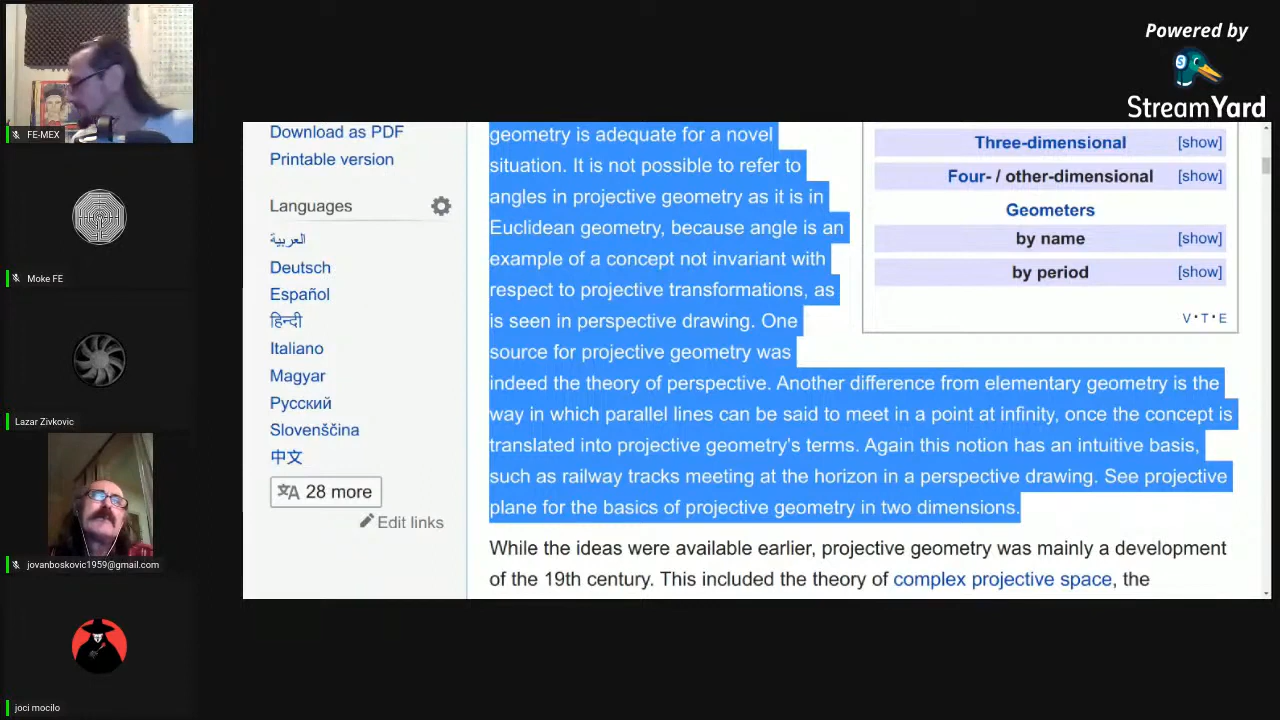 Powered by
StreamYard
FE-MEX
Moke FE
Lazar Zivkovic
jovanboskovic1959@gmail.com
joci mocilo
Download as PDF
Printable version
Languages
العربية
Deutsch
Español
हिन्दी
Italiano
Magyar
Русский
Slovenščina
中文
28 more
Edit links
geometry is adequate for a novel
situation. It is not possible to refer to
angles in projective geometry as it is in
Euclidean geometry, because angle is an
example of a concept not invariant with
respect to projective transformations, as
is seen in perspective drawing. One
source for projective geometry was
indeed the theory of perspective. Another difference from elementary geometry is the
way in which parallel lines can be said to meet in a point at infinity, once the concept is
translated into projective geometry's terms. Again this notion has an intuitive basis,
such as railway tracks meeting at the horizon in a perspective drawing. See projective
plane for the basics of projective geometry in two dimensions.
While the ideas were available earlier, projective geometry was mainly a development
of the 19th century. This included the theory of complex projective space, the
Three-dimensional [show]
Four- / other-dimensional [show]
Geometers
by name [show]
by period [show]
V · T · E